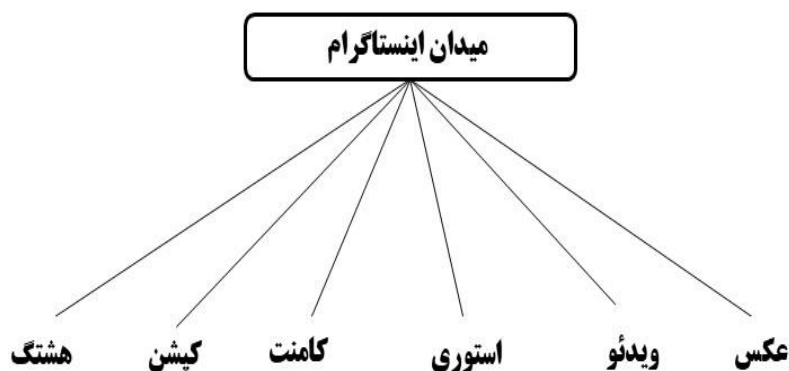 میدان اینستاگرام
عکس ویدئو استوری کامنت کپشن هشتگ